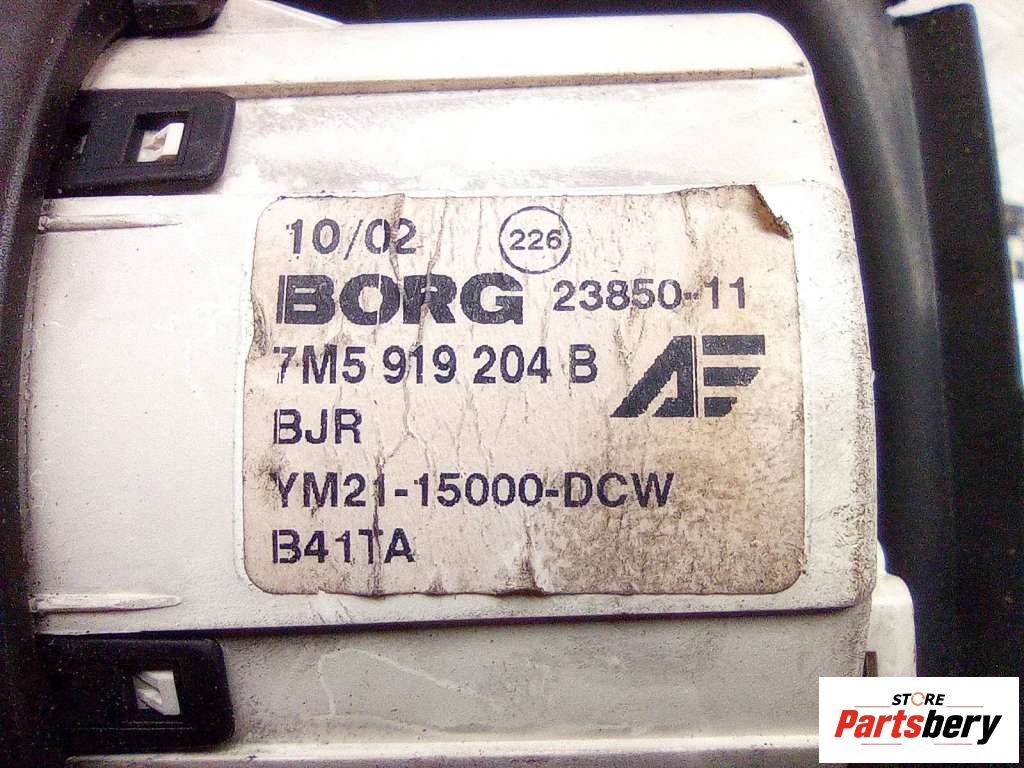 10/02 226
BORG 23850-11
7M5 919 204 B
AF
BJR
YM21-15000-DCW
B41TA
STORE
Partsbery